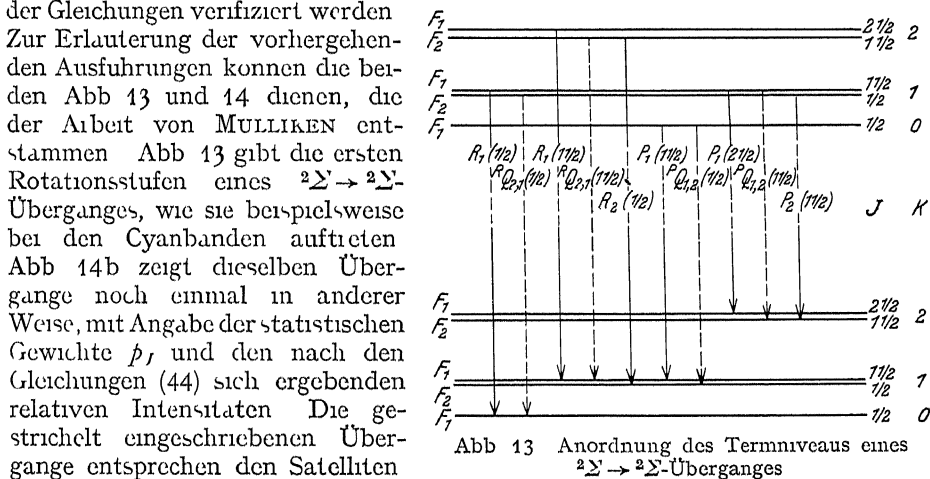 der Gleichungen verifiziert werden
Zur Erlauterung der vorhergehen-
den Ausfuhrungen konnen die bei-
den Abb 13 und 14 dienen, die
der Arbeit von MULLIKEN ent-
stammen Abb 13 gibt die ersten
Rotationsstufen eines ²Σ → ²Σ-
Überganges, wie sie beispielsweise
bei den Cyanbanden auftreten
Abb 14b zeigt dieselben Über-
gange noch einmal in anderer
Weise, mit Angabe der statistischen
Gewichte p_J und den nach den
Gleichungen (44) sich ergebenden
relativen Intensitaten Die ge-
strichelt eingeschriebenen Über-
gange entsprechen den Satelliten
F₁ 2 1/2 2
F₂ 1 1/2
F₁ 1 1/2 1
F₂ 1/2
F₁ 1/2 0
R₁ (1/2) R₁ (1 1/2) P₁ (1 1/2) P₁ (2 1/2)
ᴿQ₂,₁ (1/2) ᴿQ₂,₁ (1 1/2) ᴾQ₁,₂ (1/2) ᴾQ₁,₂ (1 1/2)
R₂ (1/2) P₂ (1 1/2)
J K
F₁ 2 1/2 2
F₂ 1 1/2
F₁ 1 1/2 1
F₂ 1/2
F₁ 1/2 0
Abb 13 Anordnung des Termniveaus eines
²Σ → ²Σ-Überganges